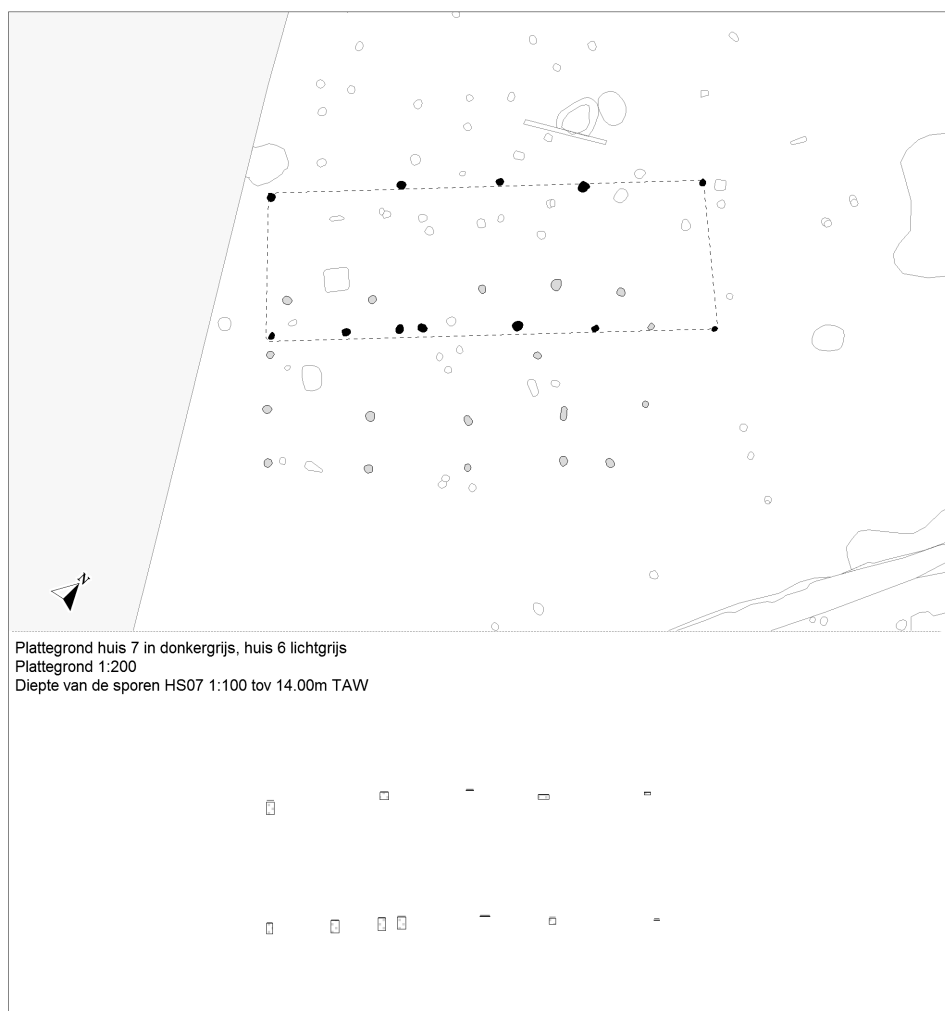 N
Plattegrond huis 7 in donkergrijs, huis 6 lichtgrijs
Plattegrond 1:200
Diepte van de sporen HS07 1:100 tov 14.00m TAW